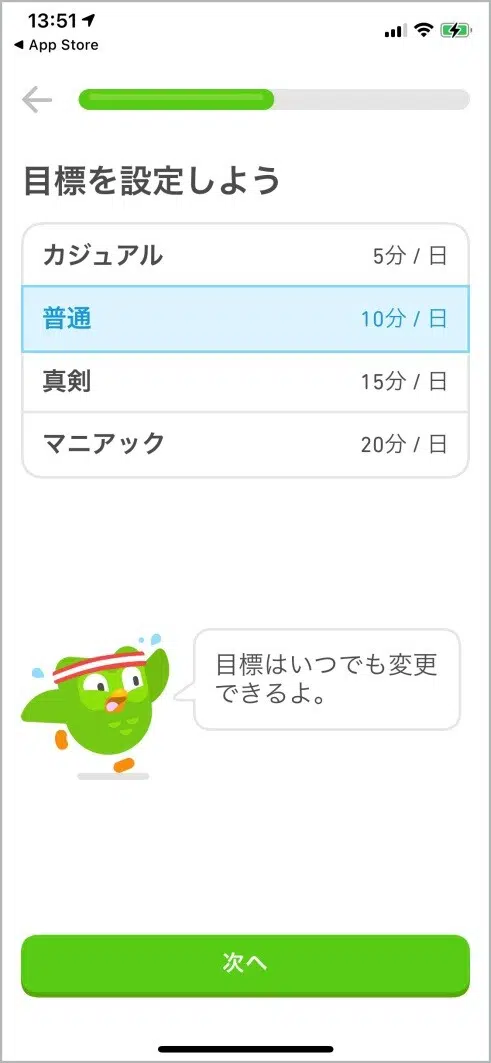 13:51
◀ App Store
目標を設定しよう
カジュアル 5分 / 日
普通 10分 / 日
真剣 15分 / 日
マニアック 20分 / 日
目標はいつでも変更
できるよ。
次へ